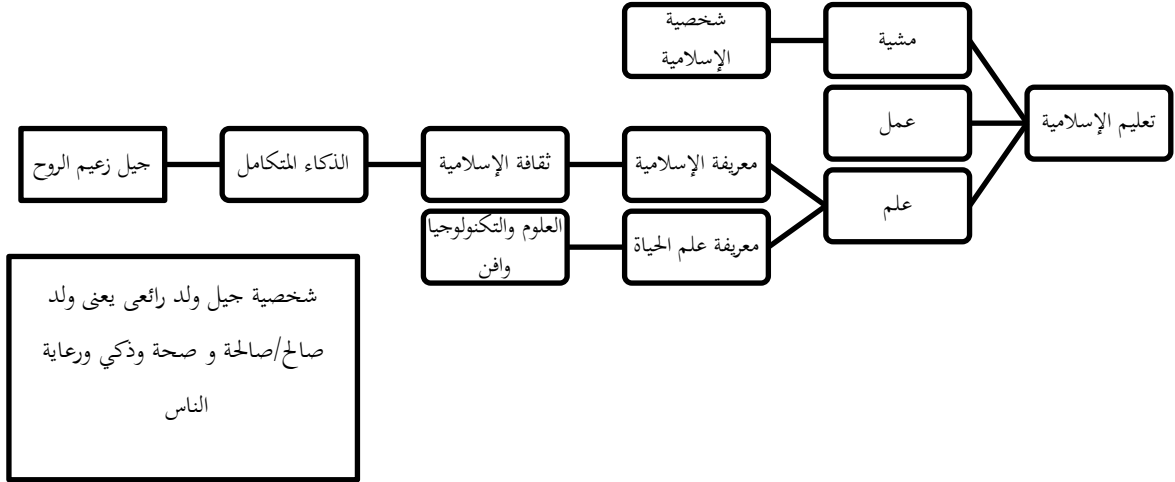 شخصية
الإسلامية
مشية
تعليم الإسلامية
عمل
علم
معريفة الإسلامية
ثقافة الإسلامية
الذكاء المتكامل
جيل زعيم الروح
معريفة علم الحياة
العلوم والتكنولوجيا
وافن
شخصية جيل ولد رائعى يعنى ولد
صالح/صالحة و صحة وذكي ورعاية
الناس